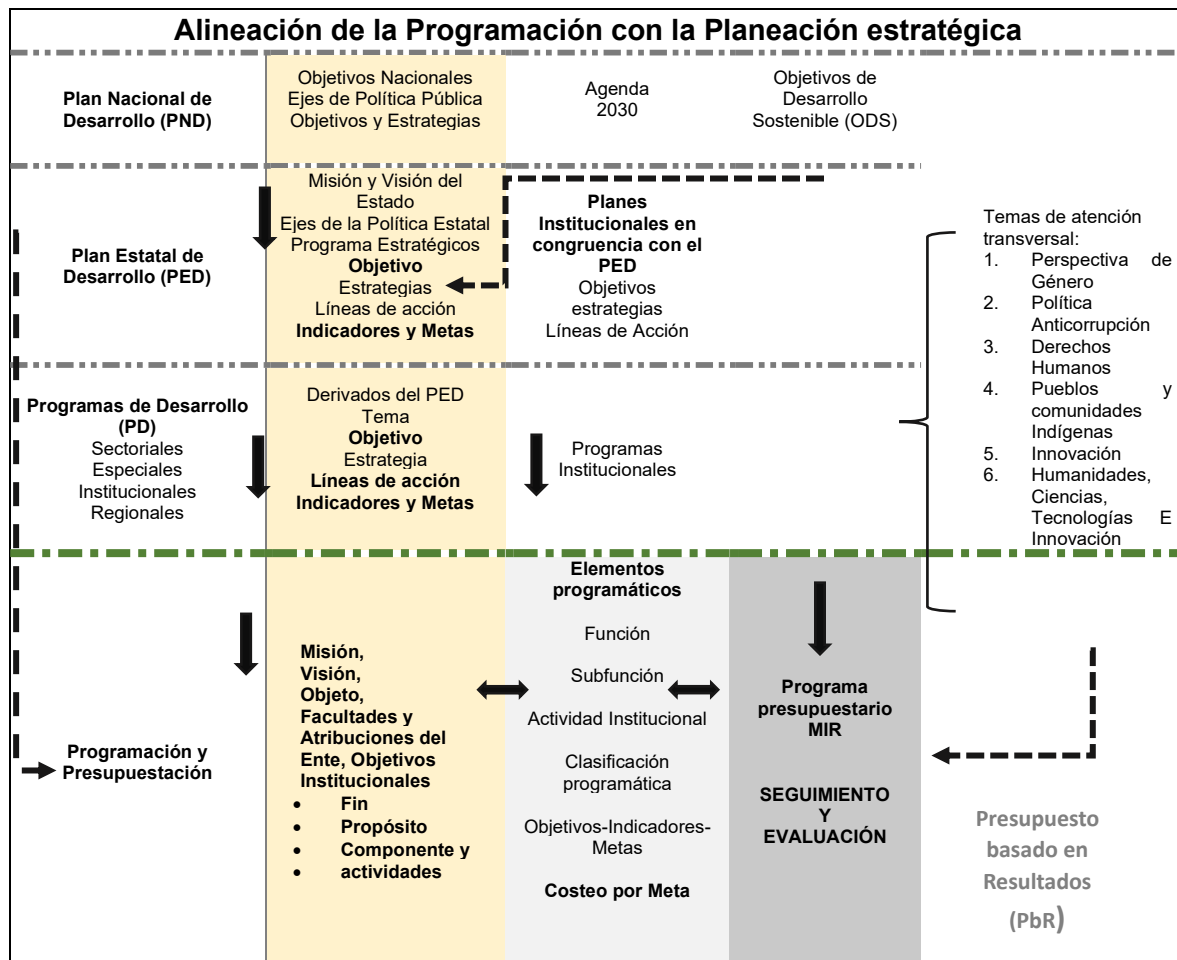 Alineación de la Programación con la Planeación estratégica
Plan Nacional de
Desarrollo (PND)
Objetivos Nacionales
Ejes de Política Pública
Objetivos y Estrategias
Agenda
2030
Objetivos de
Desarrollo
Sostenible (ODS)
Plan Estatal de
Desarrollo (PED)
Misión y Visión del
Estado
Ejes de la Política Estatal
Programa Estratégicos
Objetivo
Estrategias
Líneas de acción
Indicadores y Metas
Planes
Institucionales en
congruencia con el
PED
Objetivos
estrategias
Líneas de Acción
Temas de atención
transversal:
1. Perspectiva de
Género
2. Política
Anticorrupción
3. Derechos
Humanos
4. Pueblos y
comunidades
Indígenas
5. Innovación
6. Humanidades,
Ciencias,
Tecnologías E
Innovación
Programas de Desarrollo
(PD)
Sectoriales
Especiales
Institucionales
Regionales
Derivados del PED
Tema
Objetivo
Estrategia
Líneas de acción
Indicadores y Metas
Programas
Institucionales
Programación y
Presupuestación
Misión,
Visión,
Objeto,
Facultades y
Atribuciones del
Ente, Objetivos
Institucionales
• Fin
• Propósito
• Componente y
• actividades
Elementos
programáticos
Función
Subfunción
Actividad Institucional
Clasificación
programática
Objetivos-Indicadores-
Metas
Costeo por Meta
Programa
presupuestario
MIR
SEGUIMIENTO
Y
EVALUACIÓN
Presupuesto
basado en
Resultados
(PbR)